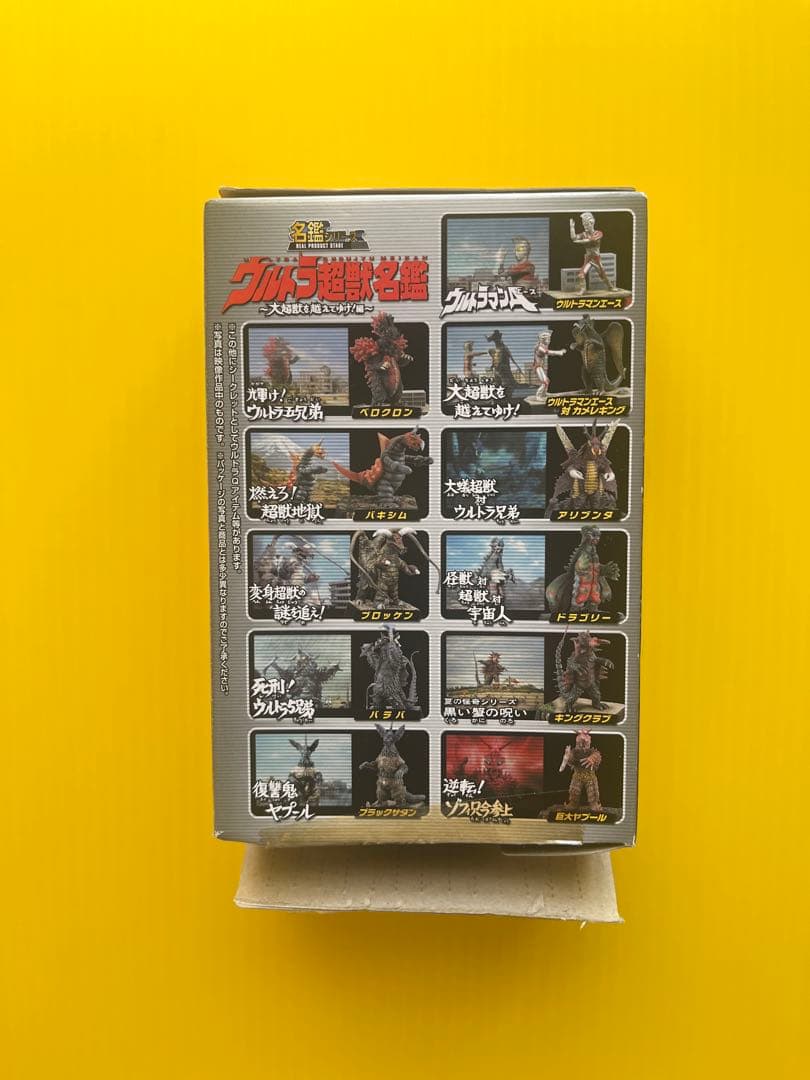 名鑑シリーズ
REAL PRODUCT STAGE
ウルトラ超獣名鑑
～大超獣を越えてゆけ！編～
ウルトラマンA
エース
ウルトラマンエース
輝け！
ウルトラ五兄弟
ベロクロン
大超獣を
越えてゆけ！
ウルトラマンエース
対 カメレキング
燃えろ！
超獣地獄
バキシム
大蟻超獣
対
ウルトラ兄弟
アリブンタ
変身超獣の
謎を追え！
ブロッケン
怪獣対
超獣対
宇宙人
ドラゴリー
死刑！
ウルトラ5兄弟
バラバ
夏の怪奇シリーズ
黒い蟹の呪い
くろ かに のろ
キングクラブ
復讐鬼
ヤプール
ブラックサタン
逆転！
ゾフィ只今参上
巨大ヤプール
※この他にシークレットとしてウルトラQアイテム等があります。
※写真は映像作品中のものです。 ※パッケージの写真と商品とは多少異なりますのでご了承ください。